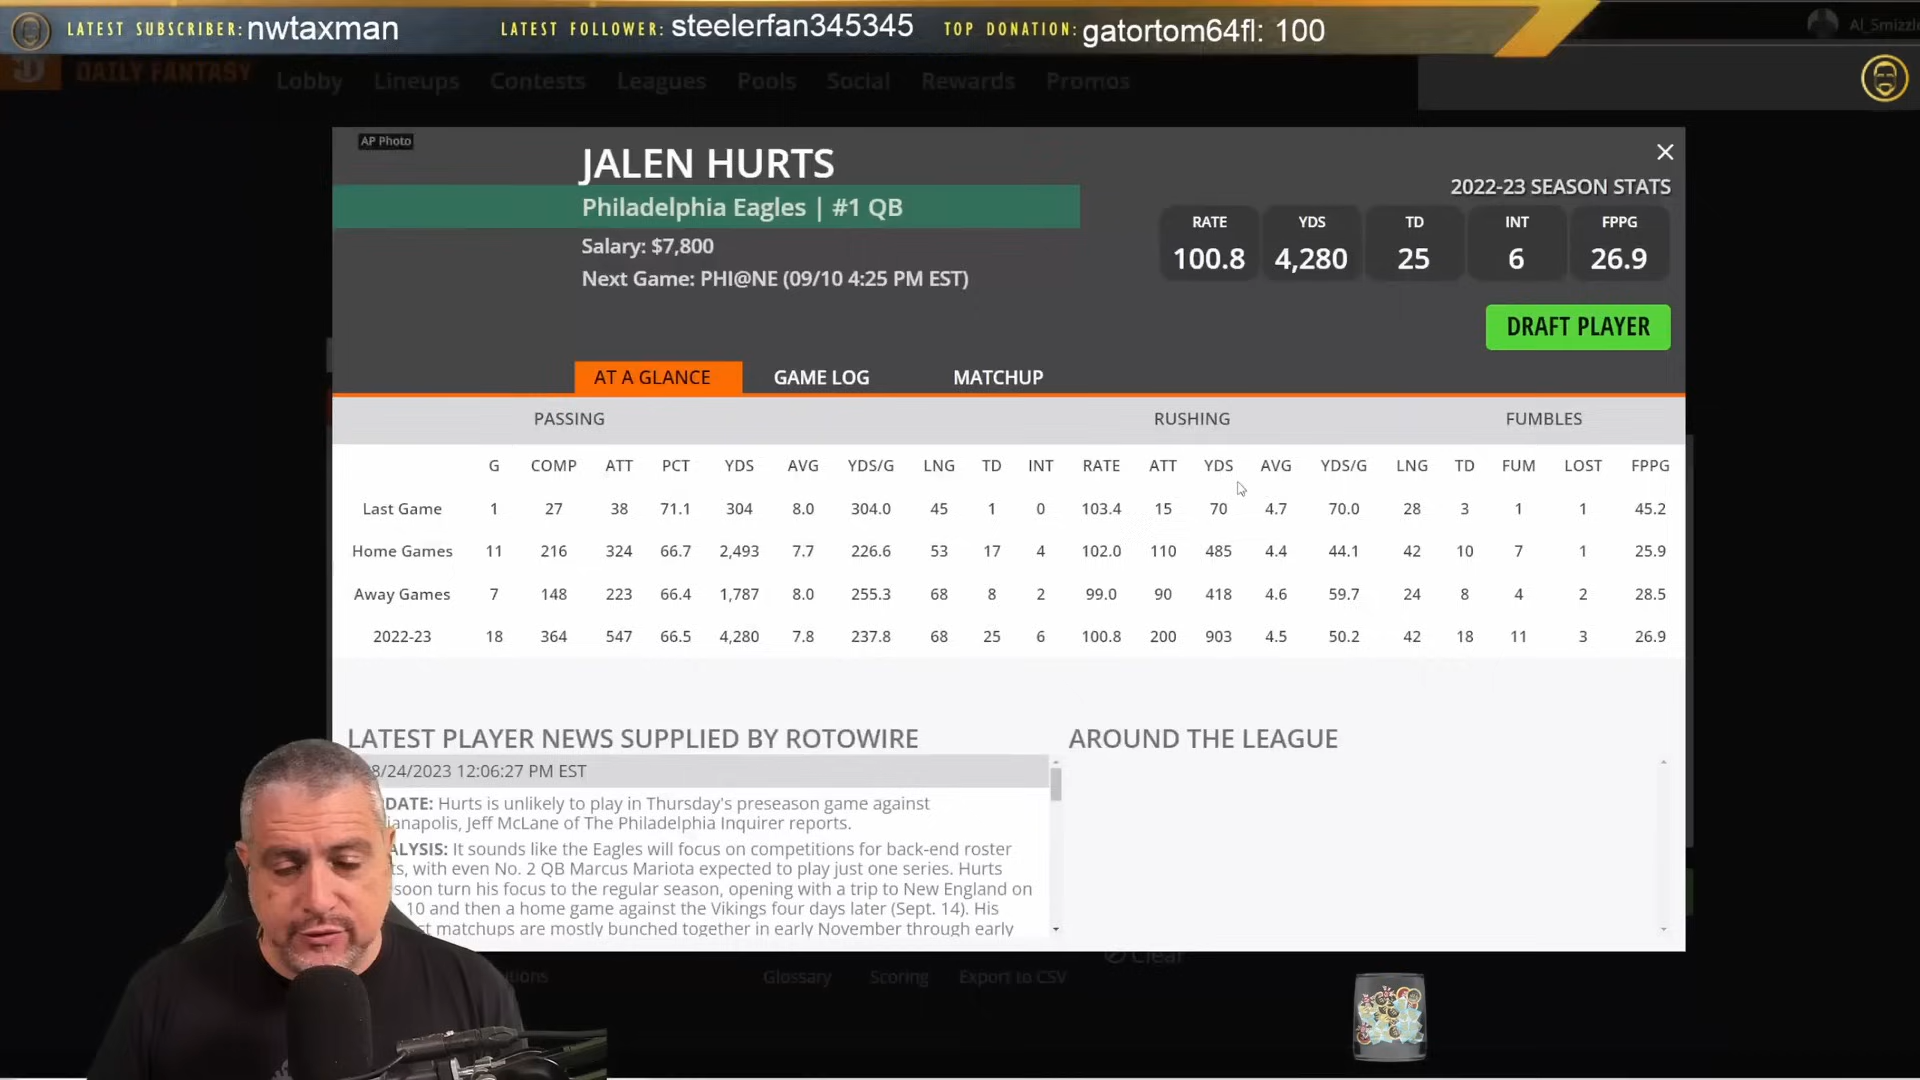 LATEST SUBSCRIBER: nwtaxman LATEST FOLLOWER: steelerfan345345 TOP DONATION: gatortom64fl: 100
Al_Smizzle
DAILY FANTASY Lobby Lineups Contests Leagues Pools Social Rewards Promos
AP Photo
JALEN HURTS
Philadelphia Eagles | #1 QB
Salary: $7,800
Next Game: PHI@NE (09/10 4:25 PM EST)
2022-23 SEASON STATS
RATE YDS TD INT FPPG
100.8 4,280 25 6 26.9
DRAFT PLAYER
AT A GLANCE GAME LOG MATCHUP
PASSING RUSHING FUMBLES
G COMP ATT PCT YDS AVG YDS/G LNG TD INT RATE ATT YDS AVG YDS/G LNG TD FUM LOST FPPG
Last Game 1 27 38 71.1 304 8.0 304.0 45 1 0 103.4 15 70 4.7 70.0 28 3 1 1 45.2
Home Games 11 216 324 66.7 2,493 7.7 226.6 53 17 4 102.0 110 485 4.4 44.1 42 10 7 1 25.9
Away Games 7 148 223 66.4 1,787 8.0 255.3 68 8 2 99.0 90 418 4.6 59.7 24 8 4 2 28.5
2022-23 18 364 547 66.5 4,280 7.8 237.8 68 25 6 100.8 200 903 4.5 50.2 42 18 11 3 26.9
LATEST PLAYER NEWS SUPPLIED BY ROTOWIRE
AROUND THE LEAGUE
8/24/2023 12:06:27 PM EST
DATE: Hurts is unlikely to play in Thursday's preseason game against
ianapolis, Jeff McLane of The Philadelphia Inquirer reports.
ALYSIS: It sounds like the Eagles will focus on competitions for back-end roster
ts, with even No. 2 QB Marcus Mariota expected to play just one series. Hurts
soon turn his focus to the regular season, opening with a trip to New England on
10 and then a home game against the Vikings four days later (Sept. 14). His
st matchups are mostly bunched together in early November through early
Clear
Glossary Scoring Export to CSV